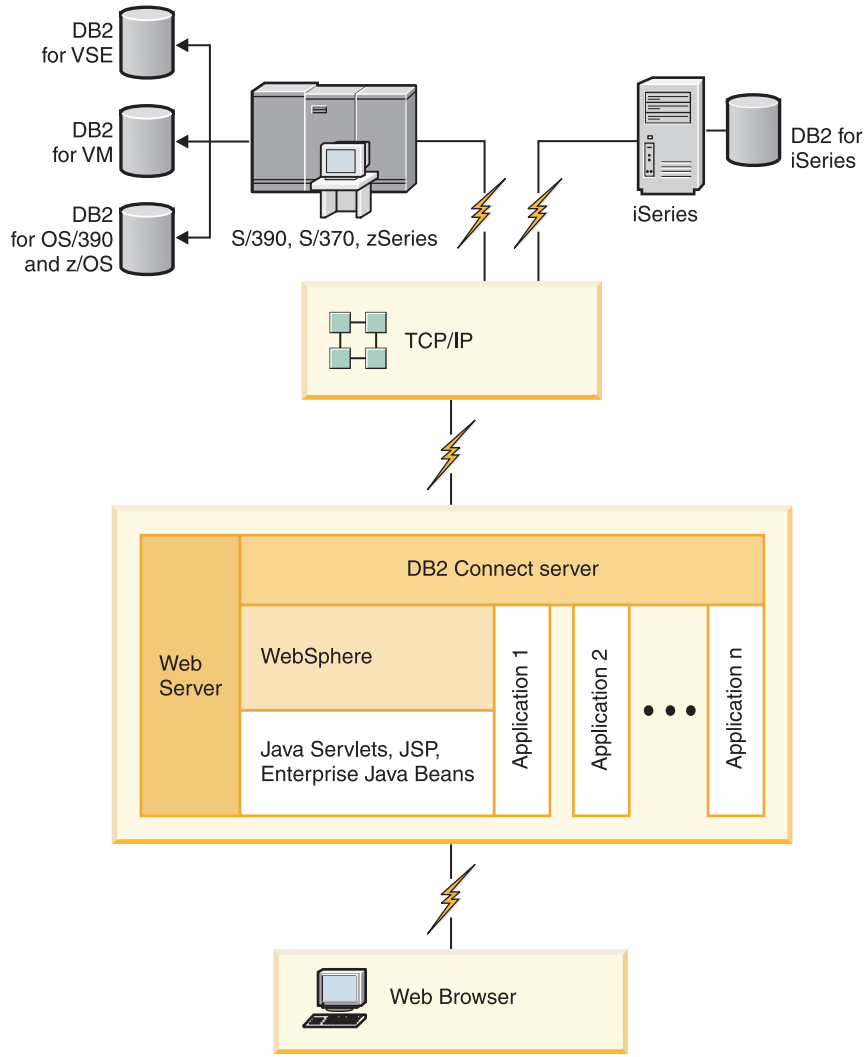 DB2
for VSE
DB2
for VM
DB2
for OS/390
and z/OS
S/390, S/370, zSeries
iSeries
DB2 for
iSeries
TCP/IP
DB2 Connect server
Web
Server
WebSphere
Java Servlets, JSP,
Enterprise Java Beans
Application 1
Application 2
Application n
Web Browser